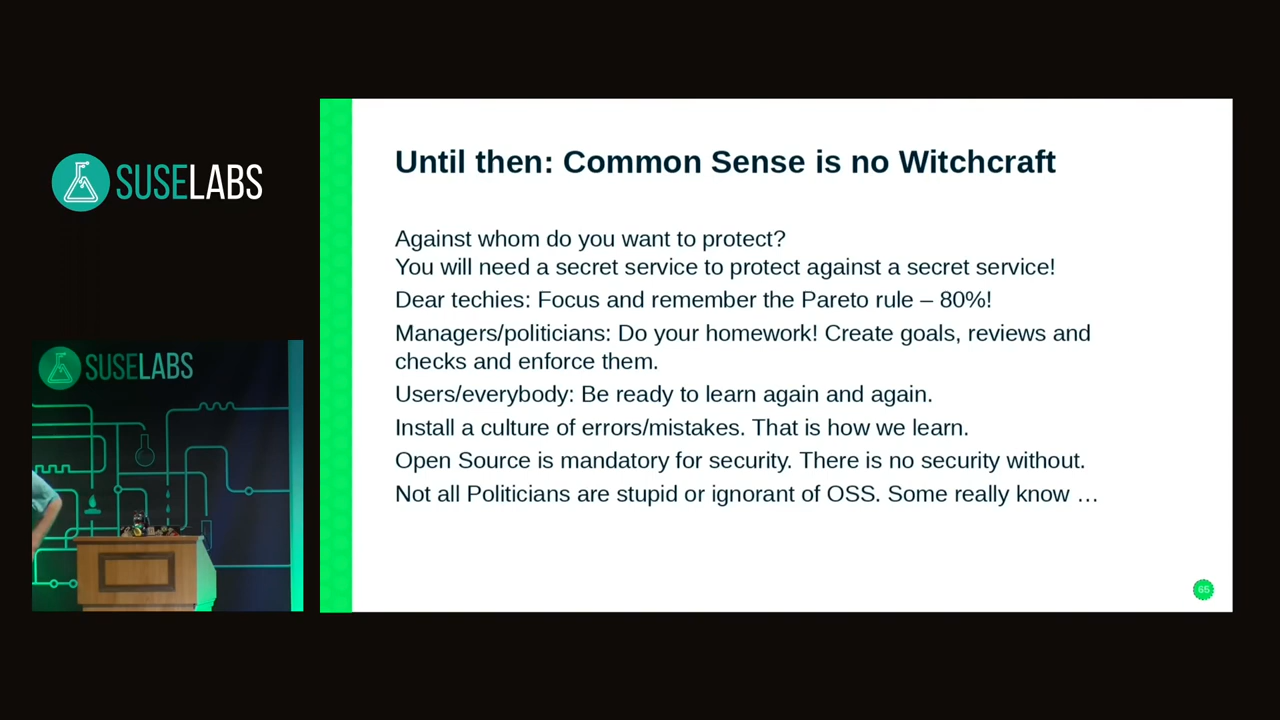 SUSELABS
SUSELABS
Until then: Common Sense is no Witchcraft
Against whom do you want to protect?
You will need a secret service to protect against a secret service!
Dear techies: Focus and remember the Pareto rule – 80%!
Managers/politicians: Do your homework! Create goals, reviews and
checks and enforce them.
Users/everybody: Be ready to learn again and again.
Install a culture of errors/mistakes. That is how we learn.
Open Source is mandatory for security. There is no security without.
Not all Politicians are stupid or ignorant of OSS. Some really know …
65